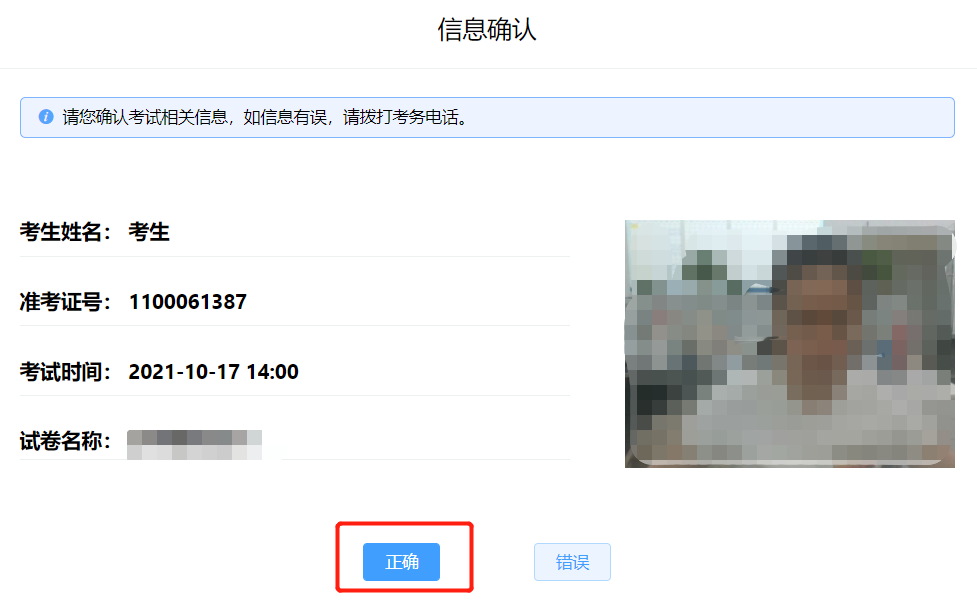 信息确认
请您确认考试相关信息，如信息有误，请拨打考务电话。
考生姓名： 考生
准考证号： 1100061387
考试时间： 2021-10-17 14:00
试卷名称：
正确 错误